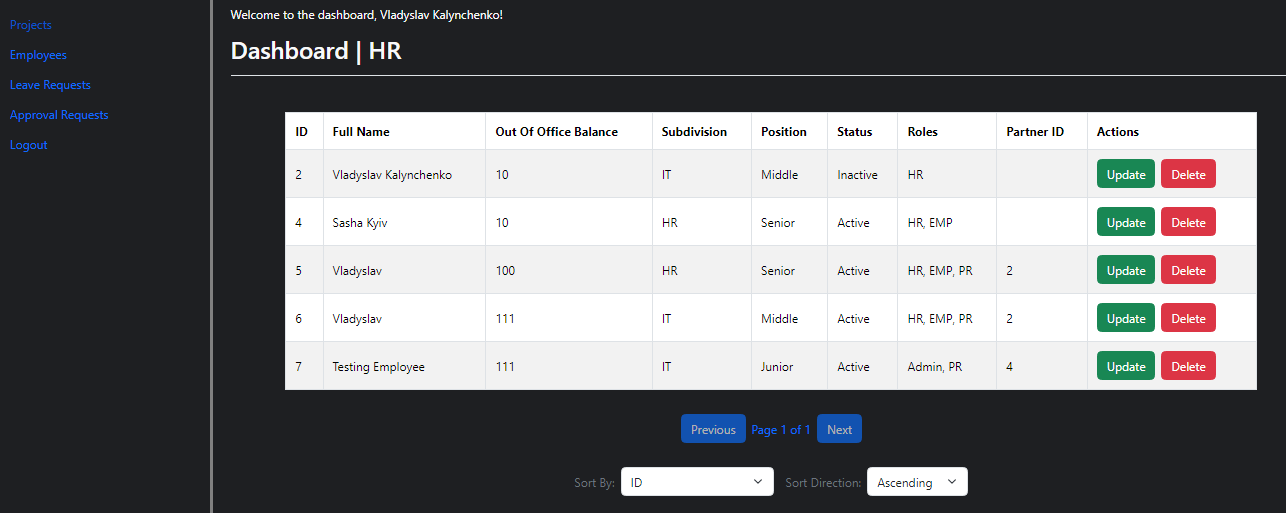 Projects
Employees
Leave Requests
Approval Requests
Logout
Welcome to the dashboard, Vladyslav Kalynchenko!
Dashboard | HR
ID Full Name Out Of Office Balance Subdivision Position Status Roles Partner ID Actions
2 Vladyslav Kalynchenko 10 IT Middle Inactive HR Update Delete
4 Sasha Kyiv 10 HR Senior Active HR, EMP Update Delete
5 Vladyslav 100 HR Senior Active HR, EMP, PR 2 Update Delete
6 Vladyslav 111 IT Middle Active HR, EMP, PR 2 Update Delete
7 Testing Employee 111 IT Junior Active Admin, PR 4 Update Delete
Previous Page 1 of 1 Next
Sort By: ID Sort Direction: Ascending